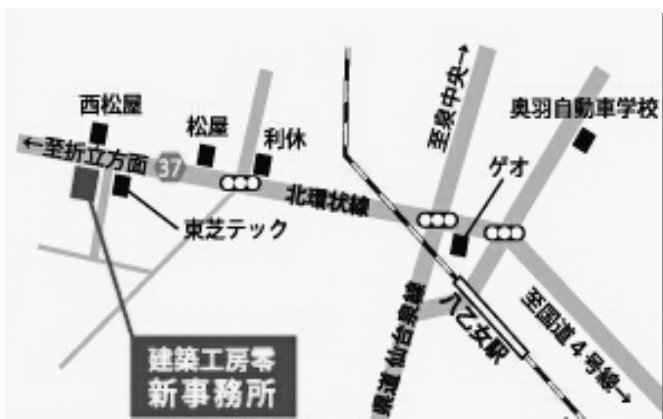 西松屋
←至折立方面
37
松屋
利休
東芝テック
北環状線
至泉中央→
奥羽自動車学校
ゲオ
県道 仙台泉線
八乙女駅
至国道4号線→
建築工房零
新事務所